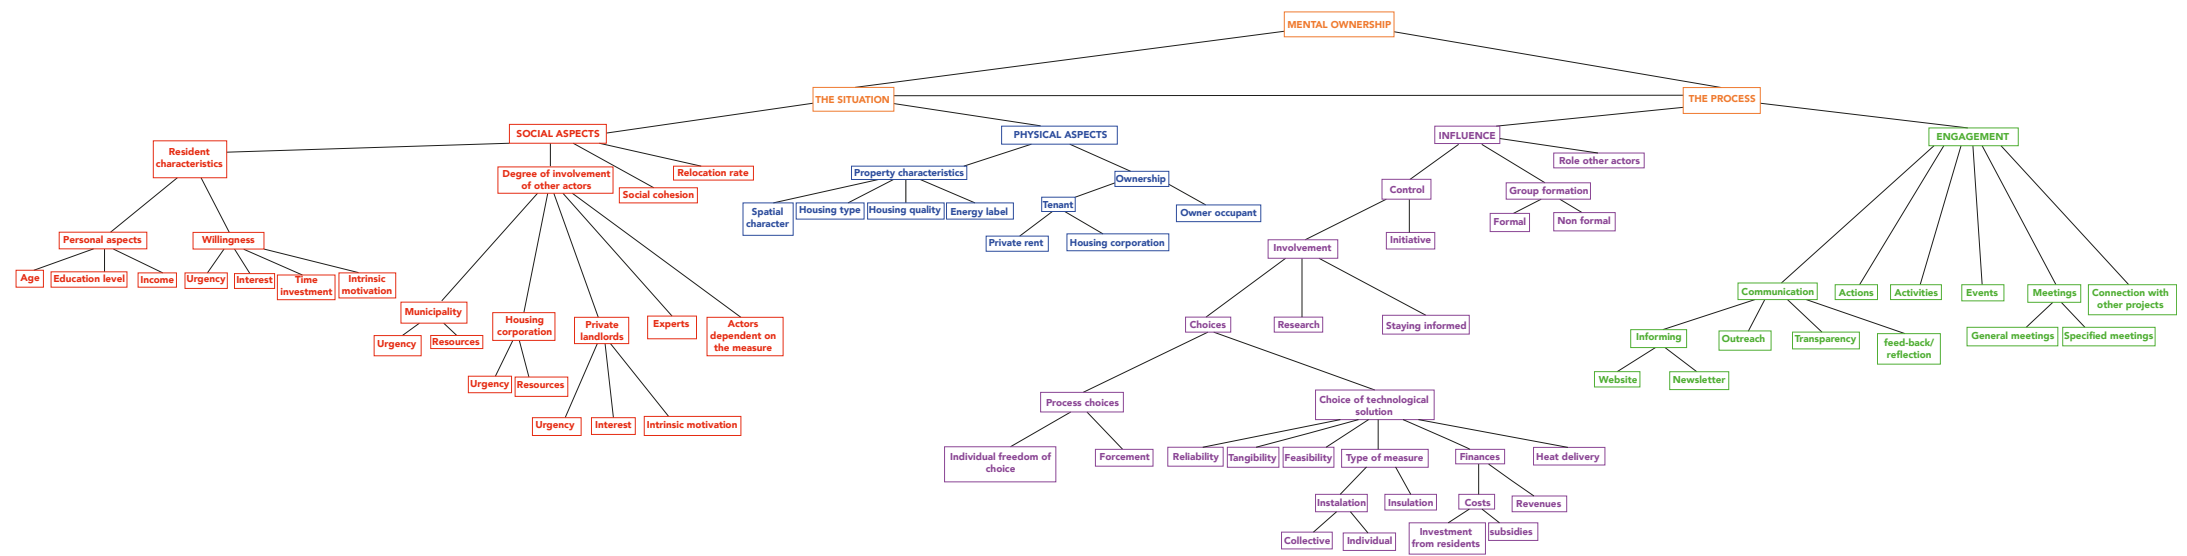 MENTAL OWNERSHIP
THE SITUATION
THE PROCESS
SOCIAL ASPECTS
PHYSICAL ASPECTS
INFLUENCE
ENGAGEMENT
Resident
characteristics
Degree of involvement
of other actors
Social cohesion
Relocation rate
Personal aspects
Willingness
Age
Education level
Income
Urgency
Interest
Time
investment
Intrinsic
motivation
Municipality
Urgency
Resources
Housing
corporation
Urgency
Resources
Private
landlords
Urgency
Interest
Intrinsic motivation
Experts
Actors
dependent on
the measure
Property characteristics
Spatial
character
Housing type
Housing quality
Energy label
Ownership
Tenant
Owner occupant
Private rent
Housing corporation
Role other actors
Control
Group formation
Formal
Non formal
Initiative
Involvement
Choices
Research
Staying informed
Process choices
Choice of technological
solution
Individual freedom of
choice
Forcement
Reliability
Tangibility
Feasibility
Type of measure
Finances
Heat delivery
Instalation
Insulation
Costs
Revenues
Collective
Individual
Investment
from residents
subsidies
Communication
Actions
Activities
Events
Meetings
Connection with
other projects
Informing
Outreach
Transparency
feed-back/
reflection
General meetings
Specified meetings
Website
Newsletter